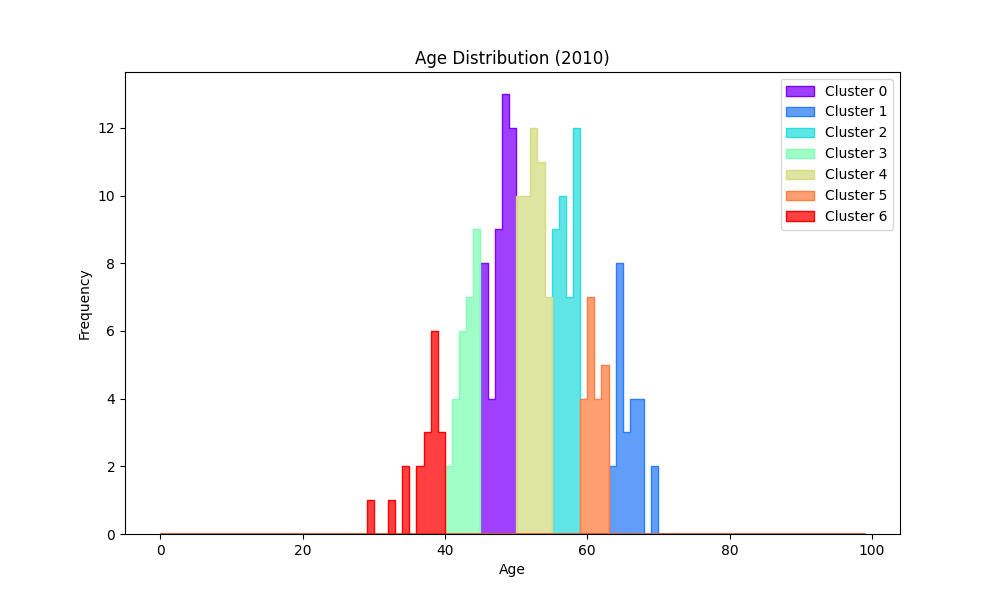 Age Distribution (2010)
Cluster 0
Cluster 1
Cluster 2
Cluster 3
Cluster 4
Cluster 5
Cluster 6
Frequency
12
10
8
6
4
2
0
0 20 40 60 80 100
Age